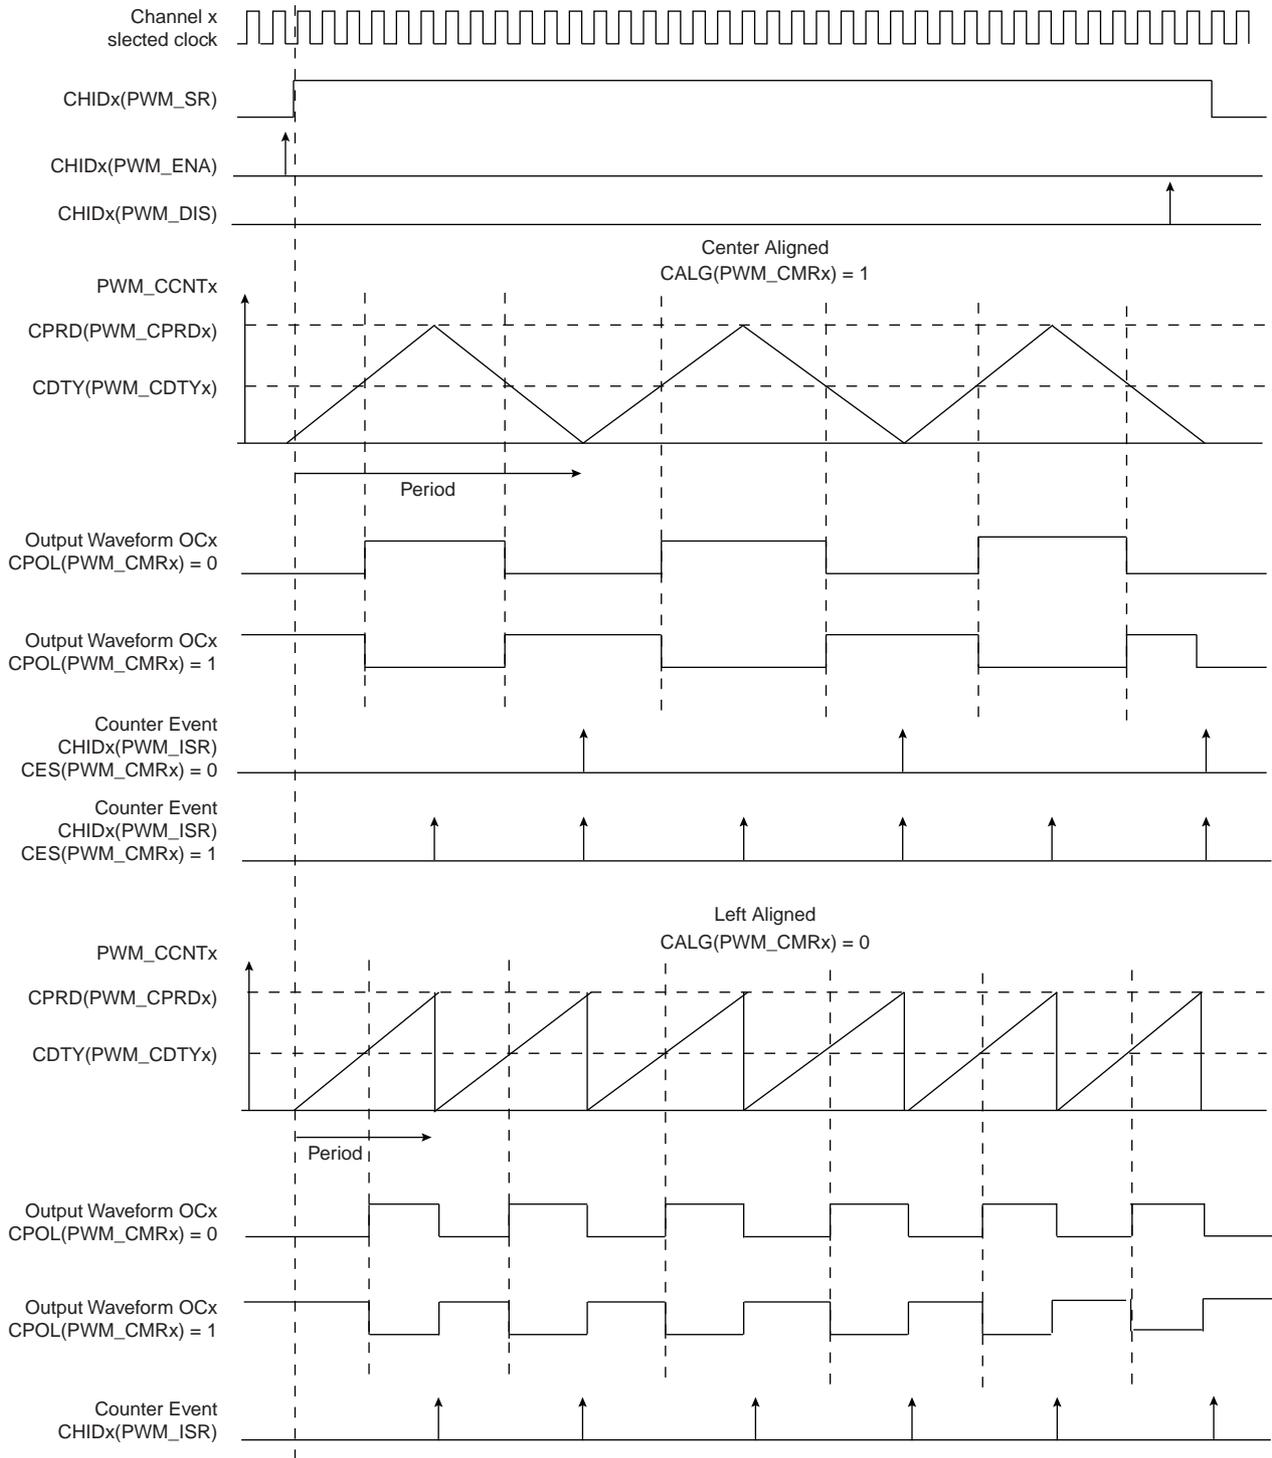 Channel x
slected clock
CHIDx(PWM_SR)
CHIDx(PWM_ENA)
CHIDx(PWM_DIS)
Center Aligned
CALG(PWM_CMRx) = 1
PWM_CCNTx
CPRD(PWM_CPRDx)
CDTY(PWM_CDTYx)
Period
Output Waveform OCx
CPOL(PWM_CMRx) = 0
Output Waveform OCx
CPOL(PWM_CMRx) = 1
Counter Event
CHIDx(PWM_ISR)
CES(PWM_CMRx) = 0
Counter Event
CHIDx(PWM_ISR)
CES(PWM_CMRx) = 1
Left Aligned
CALG(PWM_CMRx) = 0
PWM_CCNTx
CPRD(PWM_CPRDx)
CDTY(PWM_CDTYx)
Period
Output Waveform OCx
CPOL(PWM_CMRx) = 0
Output Waveform OCx
CPOL(PWM_CMRx) = 1
Counter Event
CHIDx(PWM_ISR)